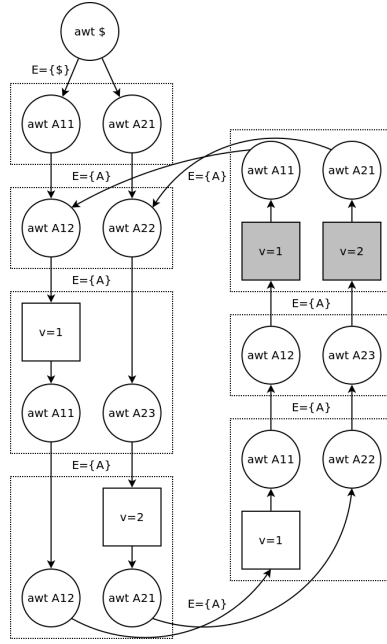 awt $
E={$}
awt A11 awt A21
E={A}
awt A12 awt A22
E={A}
v=1
awt A11 awt A23
E={A}
v=2
awt A12 awt A21
E={A}
E={A}
awt A11 awt A21
v=1 v=2
E={A}
awt A12 awt A23
E={A}
awt A11 awt A22
v=1